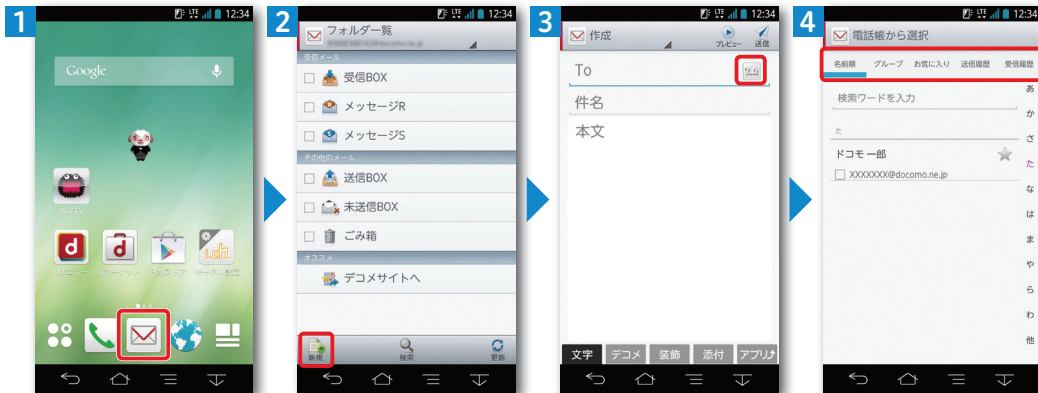 1
12:34
Google
2
12:34
フォルダ一覧
受信メール
受信BOX
メッセージR
メッセージS
その他のメール
送信BOX
未送信BOX
ごみ箱
オススメ
デコメサイトへ
新規
検索
更新
3
12:34
作成
プレビュー
送信
To
件名
本文
文字
デコメ
装飾
添付
アプリ
4
12:34
電話帳から選択
名前順
グループ
お気に入り
送信履歴
受信履歴
検索ワードを入力
た
ドコモ一郎
XXXXXXX@docomo.ne.jp
あ
か
さ
た
な
は
ま
や
ら
わ
他